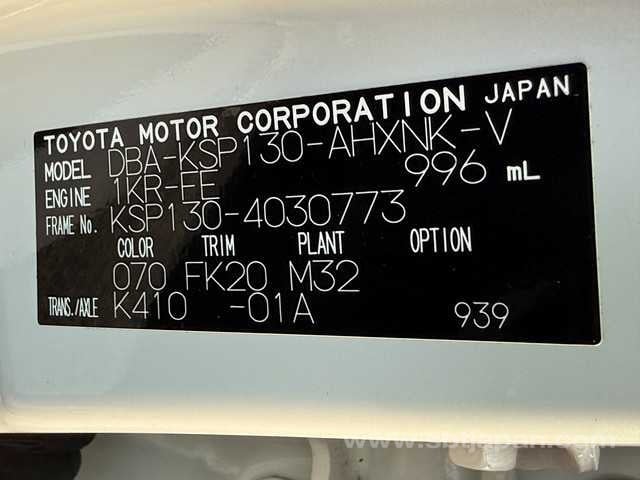 TOYOTA MOTOR CORPORATION JAPAN
MODEL DBA-KSP130-AHXNK-V
ENGINE 1KR-FE 996 mL
FRAME No. KSP130-4030773
COLOR TRIM PLANT OPTION
070 FK20 M32
TRANS./AXLE K410 -01A 939